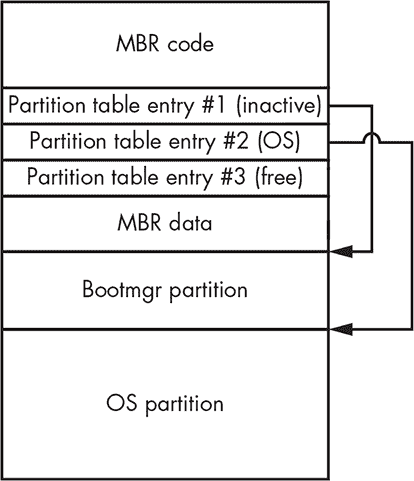 MBR code
Partition table entry #1 (inactive)
Partition table entry #2 (OS)
Partition table entry #3 (free)
MBR data
Bootmgr partition
OS partition